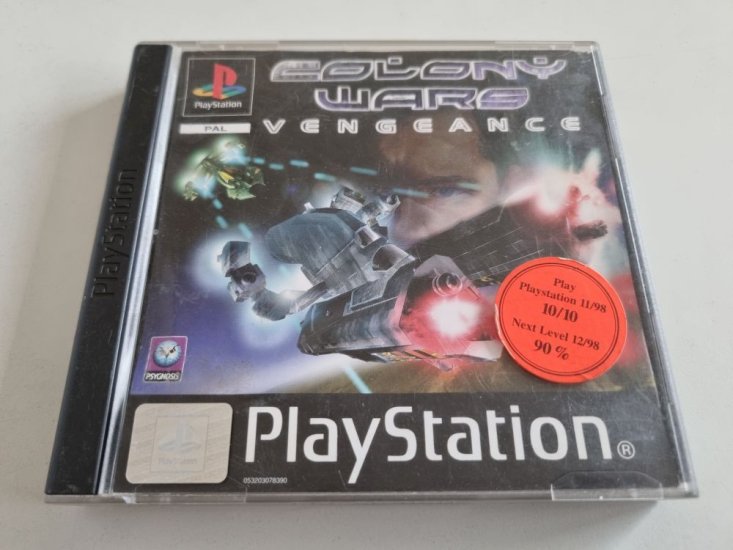 PlayStation
PlayStation
PAL
COLONY
WARS
VENGEANCE
Play
Playstation 11/98
10/10
Next Level 12/98
90 %
PSYGNOSIS
PlayStation®
053203078390